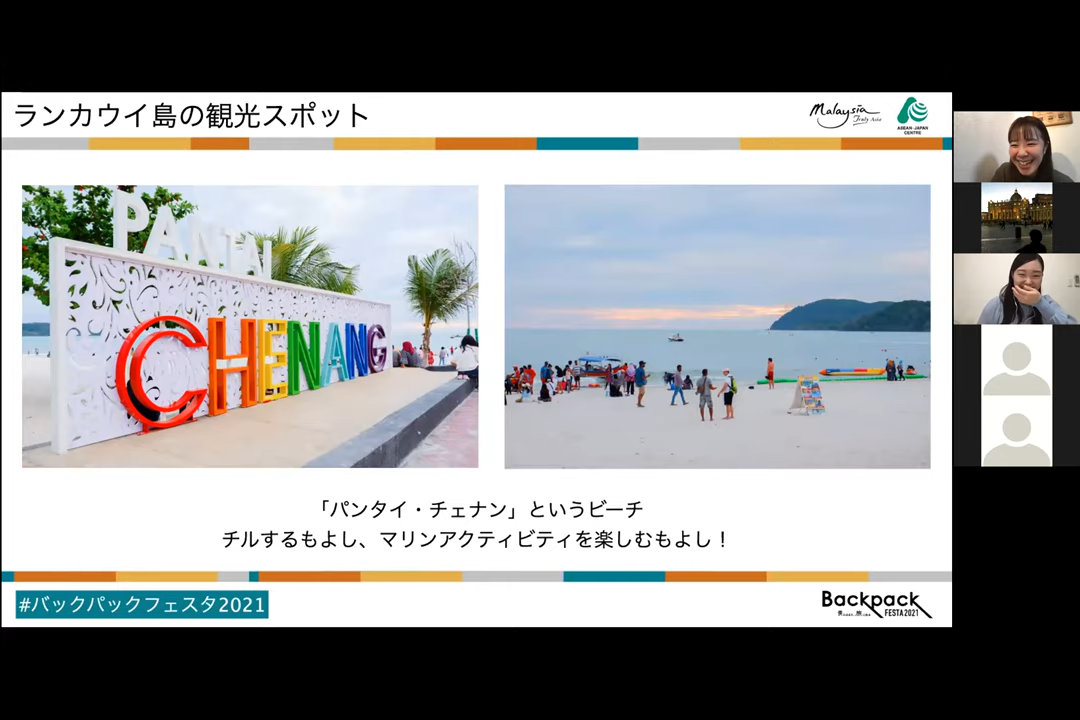 ランカウイ島の観光スポット
Malaysia
Truly Asia
ASEAN-JAPAN
CENTRE
PANTAI
CHENANG
「パンタイ・チェナン」というビーチ
チルするもよし、マリンアクティビティを楽しむもよし！
#バックパックフェスタ2021
Backpack
FESTA2021